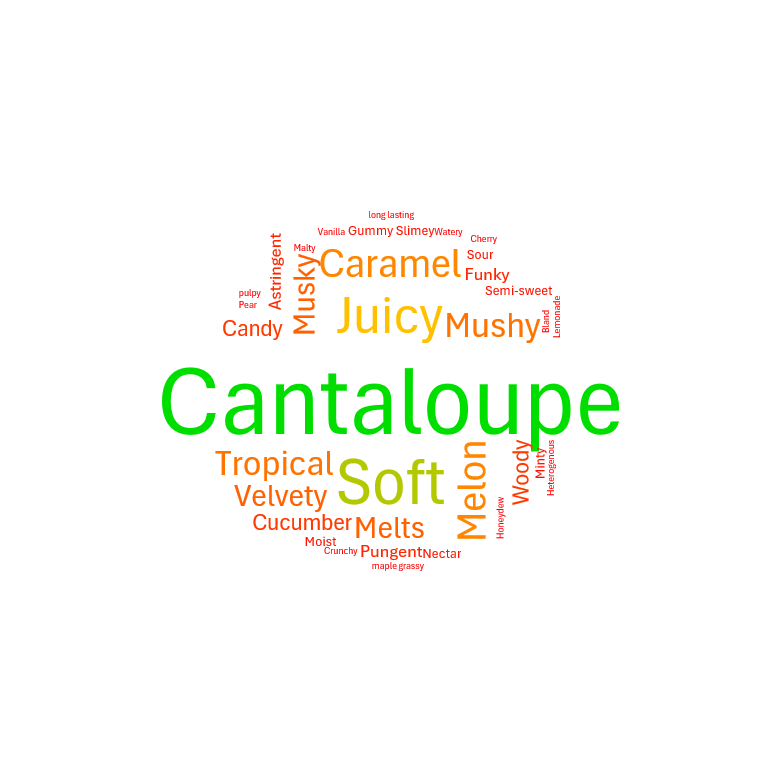 long lasting
Vanilla Gummy Slimey Watery
Cherry
Astringent
Malty
Musky
Caramel
Sour
Funky
Semi-sweet
pulpy
Pear
Candy
Juicy
Mushy
Bland
Lemonade
Cantaloupe
Tropical
Soft
Melon
Woody
Minty
Heterogenous
Velvety
Honeydew
Cucumber
Melts
Moist
Crunchy
Pungent
Nectar
maple grassy